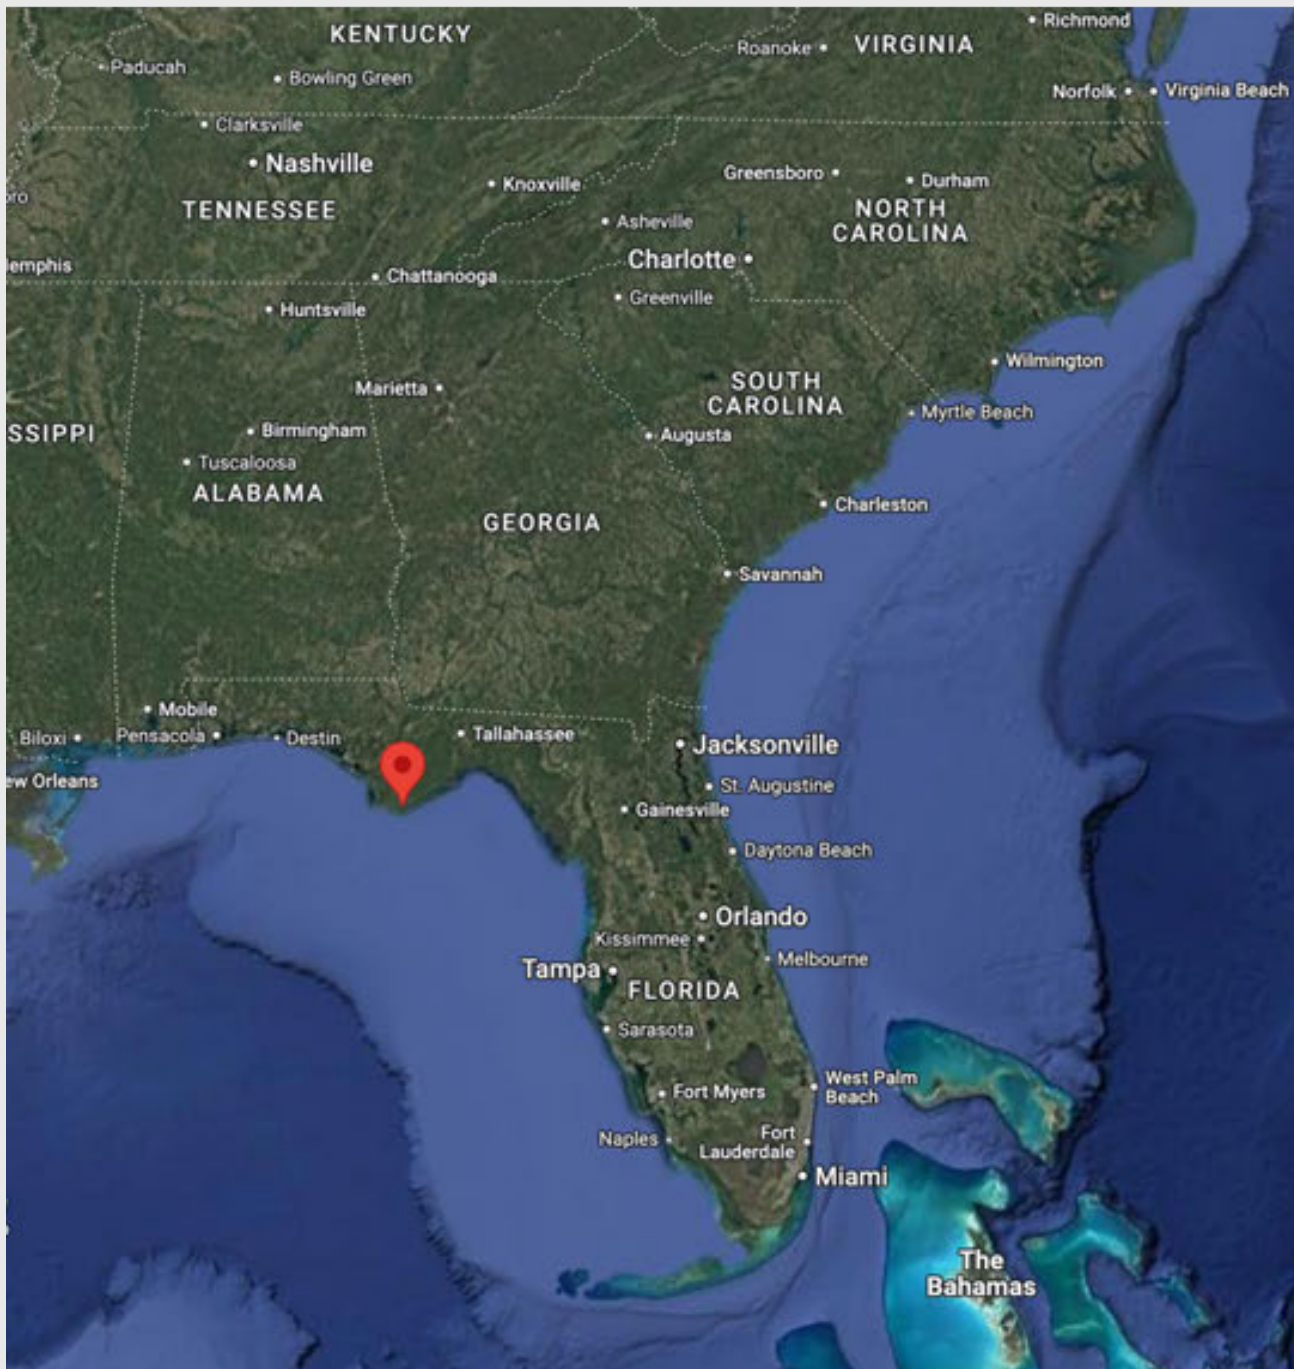 KENTUCKY
Richmond
Roanoke
VIRGINIA
Paducah
Bowling Green
Norfolk
Virginia Beach
Clarksville
Nashville
Knoxville
Greensboro
Durham
oro
TENNESSEE
NORTH
CAROLINA
Asheville
Charlotte
emphis
Chattanooga
Greenville
Huntsville
Wilmington
Marietta
SOUTH
CAROLINA
Myrtle Beach
SSIPPI
Birmingham
Augusta
Tuscaloosa
ALABAMA
Charleston
GEORGIA
Savannah
Mobile
Biloxi
Pensacola
Destin
Tallahassee
Jacksonville
ew Orleans
St. Augustine
Gainesville
Daytona Beach
Orlando
Kissimmee
Melbourne
Tampa
FLORIDA
Sarasota
West Palm
Beach
Fort Myers
Naples
Fort
Lauderdale
Miami
The
Bahamas